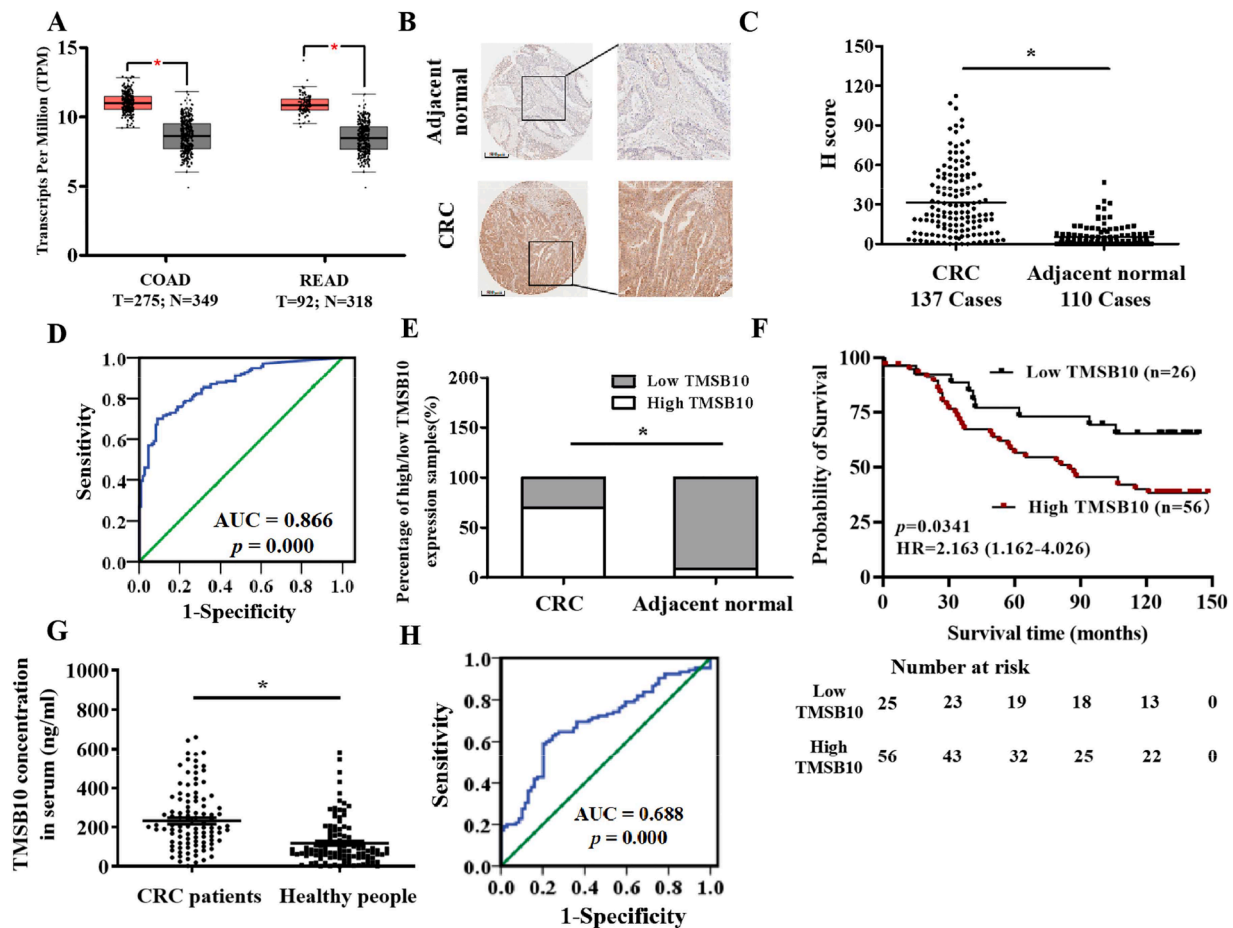 A
Transcripts Per Million (TPM)
15
10
5
0
*
*
COAD
T=275; N=349
READ
T=92; N=318
B
Adjacent
normal
CRC
C
H score
150
120
90
60
30
0
*
CRC
137 Cases
Adjacent normal
110 Cases
D
Sensitivity
1.0
0.8
0.6
0.4
0.2
0.0
AUC = 0.866
p = 0.000
0.0 0.2 0.4 0.6 0.8 1.0
1-Specificity
E
Percentage of high/low TMSB10
expression samples(%)
200
150
100
50
0
Low TMSB10
High TMSB10
*
CRC
Adjacent normal
F
Probability of Survival
100
75
50
25
0
Low TMSB10 (n=26)
High TMSB10 (n=56)
p=0.0341
HR=2.163 (1.162-4.026)
0 30 60 90 120 150
Survival time (months)
Number at risk
Low
TMSB10
25 23 19 18 13 0
High
TMSB10
56 43 32 25 22 0
G
TMSB10 concentration
in serum (ng/ml)
1000
800
600
400
200
0
*
CRC patients
Healthy people
H
Sensitivity
1.0
0.8
0.6
0.4
0.2
0.0
AUC = 0.688
p = 0.000
0.0 0.2 0.4 0.6 0.8 1.0
1-Specificity